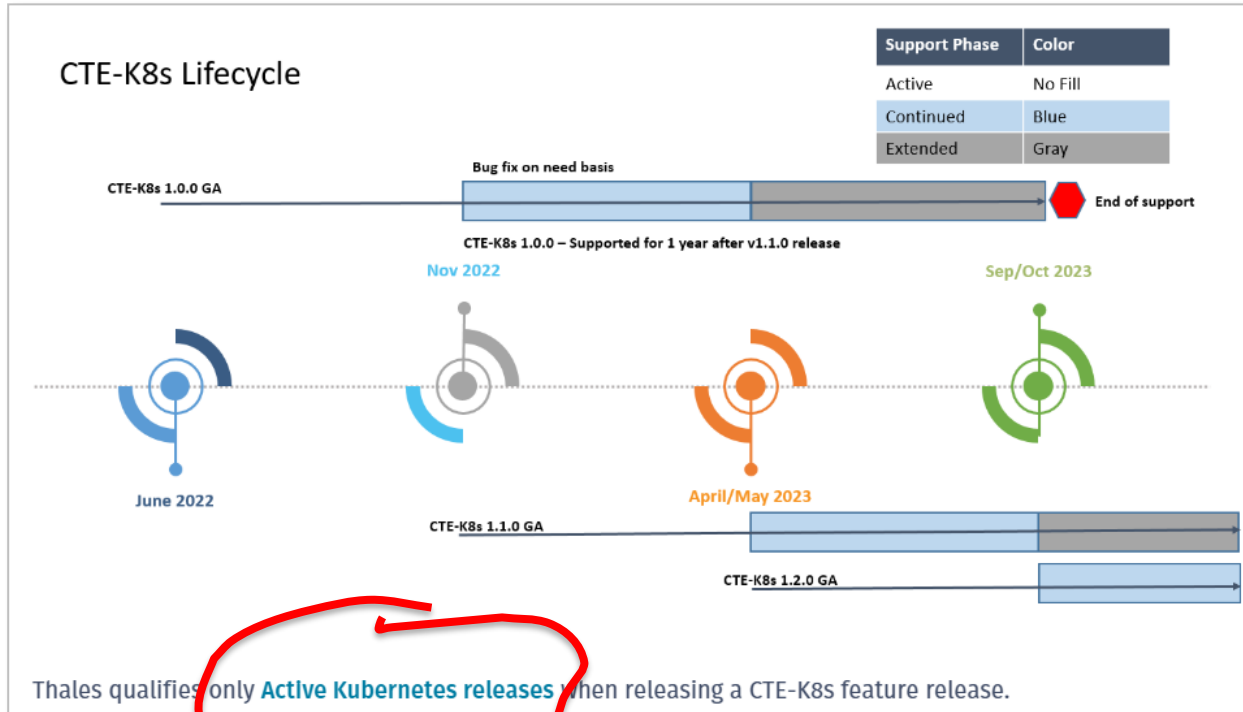 CTE-K8s Lifecycle
Support Phase Color
Active No Fill
Continued Blue
Extended Gray
Bug fix on need basis
CTE-K8s 1.0.0 GA
End of support
CTE-K8s 1.0.0 – Supported for 1 year after v1.1.0 release
Nov 2022
Sep/Oct 2023
June 2022
April/May 2023
CTE-K8s 1.1.0 GA
CTE-K8s 1.2.0 GA
Thales qualifies only Active Kubernetes releases when releasing a CTE-K8s feature release.